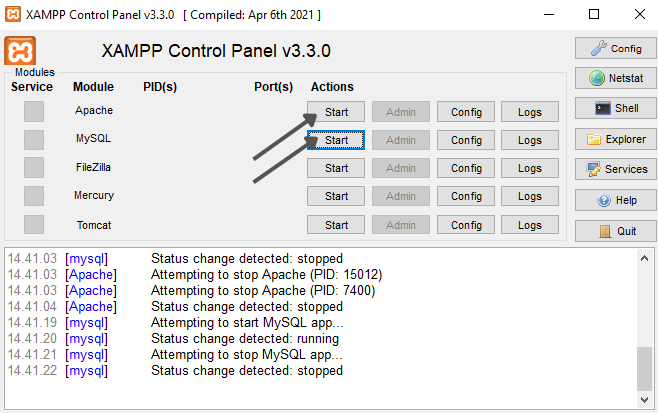 XAMPP Control Panel v3.3.0 [ Compiled: Apr 6th 2021 ]
XAMPP Control Panel v3.3.0
Config
Modules
Service Module PID(s) Port(s) Actions
Netstat
Apache Start Admin Config Logs
Shell
MySQL Start Admin Config Logs
Explorer
FileZilla Start Admin Config Logs
Services
Mercury Start Admin Config Logs
Help
Tomcat Start Admin Config Logs
Quit
14.41.03 [mysql] Status change detected: stopped
14.41.03 [Apache] Attempting to stop Apache (PID: 15012)
14.41.03 [Apache] Attempting to stop Apache (PID: 7400)
14.41.04 [Apache] Status change detected: stopped
14.41.19 [mysql] Attempting to start MySQL app...
14.41.20 [mysql] Status change detected: running
14.41.21 [mysql] Attempting to stop MySQL app...
14.41.22 [mysql] Status change detected: stopped